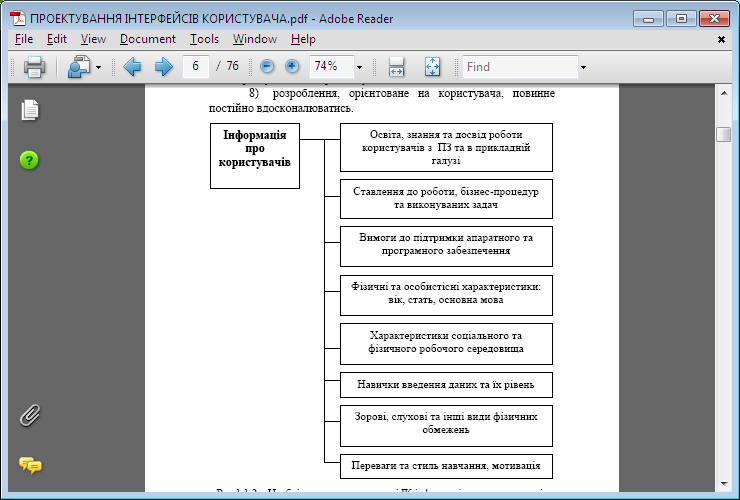 ПРОЕКТУВАННЯ ІНТЕРФЕЙСІВ КОРИСТУВАЧА.pdf - Adobe Reader
File Edit View Document Tools Window Help
6 / 76 74% Find
8) розроблення, орієнтоване на користувача, повинне
постійно вдосконалюватись.
Інформація
про
користувачів
Освіта, знання та досвід роботи
користувачів з ПЗ та в прикладній
галузі
Ставлення до роботи, бізнес-процедур
та виконуваних задач
Вимоги до підтримки апаратного та
програмного забезпечення
Фізичні та особистісні характеристики:
вік, стать, основна мова
Характеристики соціального та
фізичного робочого середовища
Навички введення даних та їх рівень
Зорові, слухові та інші види фізичних
обмежень
Переваги та стиль навчання, мотивація